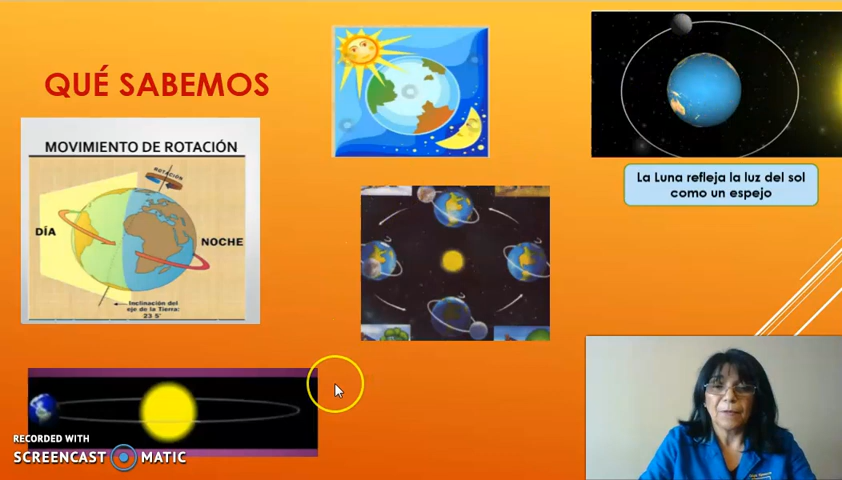 QUÉ SABEMOS
MOVIMIENTO DE ROTACIÓN
ROTACIÓN
DÍA
NOCHE
Inclinación del
eje de la Tierra:
23 5°
La Luna refleja la luz del sol
como un espejo
RECORDED WITH
SCREENCAST MATIC